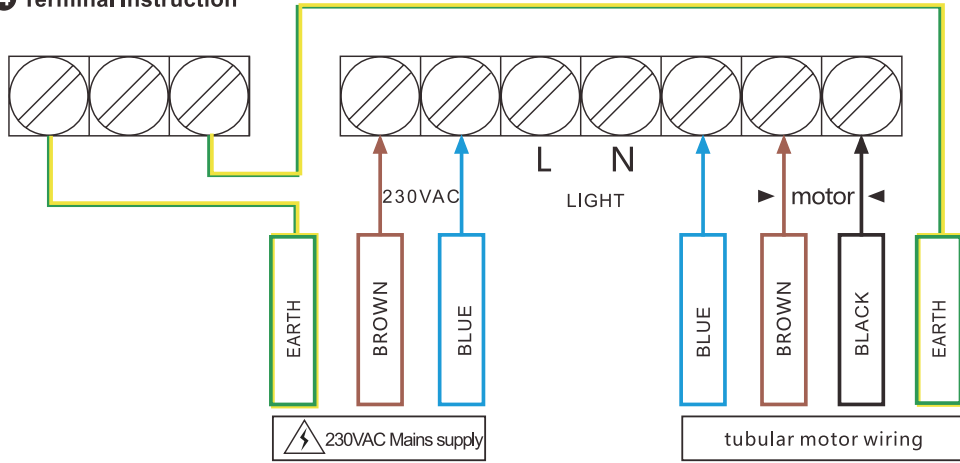 Terminal Instruction
L N
230VAC
LIGHT
motor
EARTH
BROWN
BLUE
BLUE
BROWN
BLACK
EARTH
230VAC Mains supply
tubular motor wiring